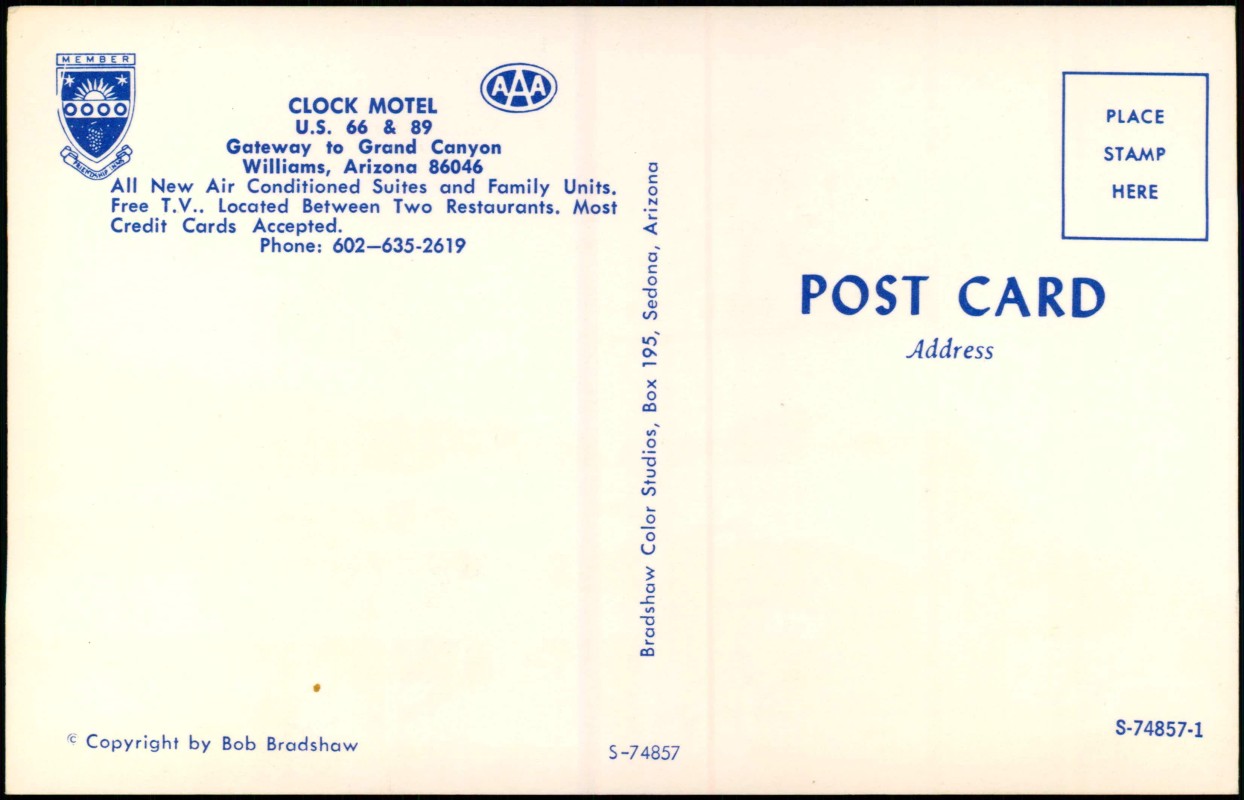 MEMBER
FRIENDSHIP INNS
AAA
CLOCK MOTEL
U.S. 66 & 89
Gateway to Grand Canyon
Williams, Arizona 86046
All New Air Conditioned Suites and Family Units.
Free T.V.. Located Between Two Restaurants. Most
Credit Cards Accepted.
Phone: 602—635-2619
© Copyright by Bob Bradshaw
Bradshaw Color Studios, Box 195, Sedona, Arizona
S-74857
PLACE
STAMP
HERE
POST CARD
Address
S-74857-1